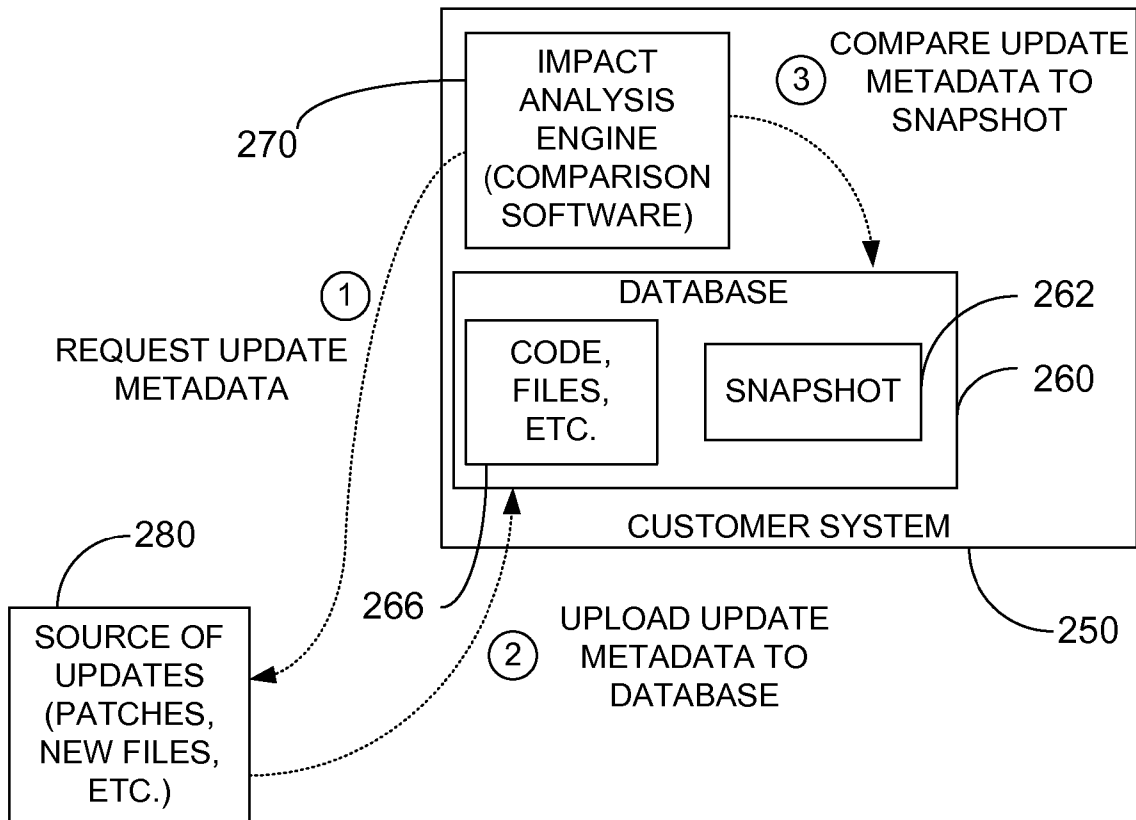 IMPACT
ANALYSIS
ENGINE
(COMPARISON
SOFTWARE)
270
3
COMPARE UPDATE
METADATA TO
SNAPSHOT
1
REQUEST UPDATE
METADATA
DATABASE
CODE,
FILES,
ETC.
SNAPSHOT
262
260
CUSTOMER SYSTEM
250
266
280
SOURCE OF
UPDATES
(PATCHES,
NEW FILES,
ETC.)
2
UPLOAD UPDATE
METADATA TO
DATABASE